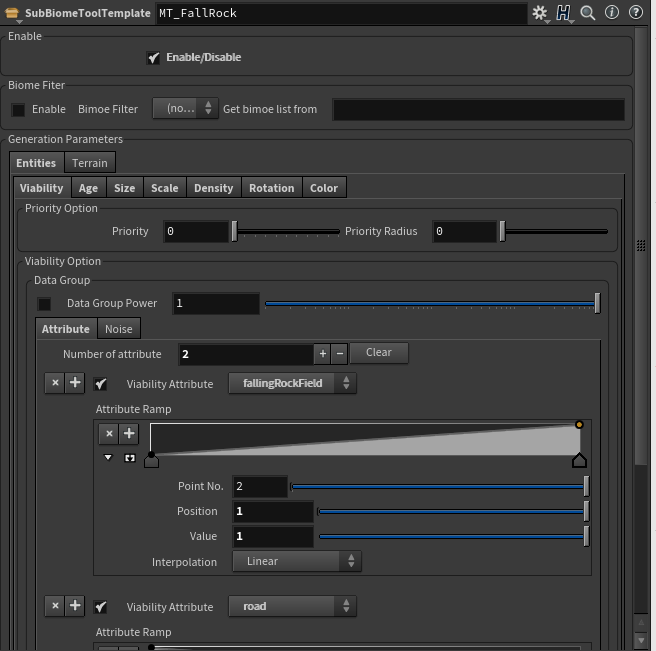 SubBiomeToolTemplate MT_FallRock
Enable
Enable/Disable
Biome Fiter
Enable Bimoe Filter (no... Get bimoe list from
Generation Parameters
Entities Terrain
Viability Age Size Scale Density Rotation Color
Priority Option
Priority 0 Priority Radius 0
Viability Option
Data Group
Data Group Power 1
Attribute Noise
Number of attribute 2 + − Clear
× + Viability Attribute fallingRockField
Attribute Ramp
× +
Point No. 2
Position 1
Value 1
Interpolation Linear
× + Viability Attribute road
Attribute Ramp